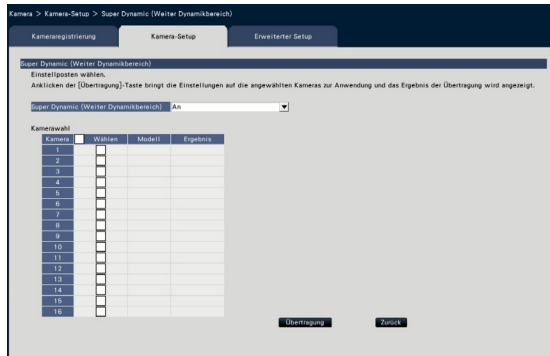 Kamera > Kamera-Setup > Super Dynamic (Weiter Dynamikbereich)
Kameraregistrierung Kamera-Setup Erweiterter Setup
Super Dynamic (Weiter Dynamikbereich)
Einstellposten wählen.
Anklicken der [Übertragung]-Taste bringt die Einstellungen auf die angewählten Kameras zur Anwendung und das Ergebnis der Übertragung wird angezeigt.
Super Dynamic (Weiter Dynamikbereich) An
Kamerawahl
Kamera Wählen Modell Ergebnis
1
2
3
4
5
6
7
8
9
10
11
12
13
14
15
16
Übertragung Zurück